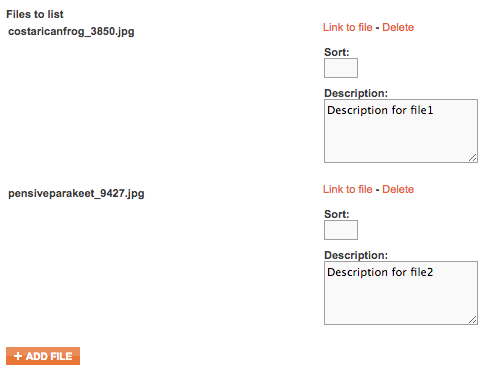 Files to list
costaricanfrog_3850.jpg
Link to file - Delete
Sort:
Description:
Description for file1
pensiveparakeet_9427.jpg
Link to file - Delete
Sort:
Description:
Description for file2
+ ADD FILE